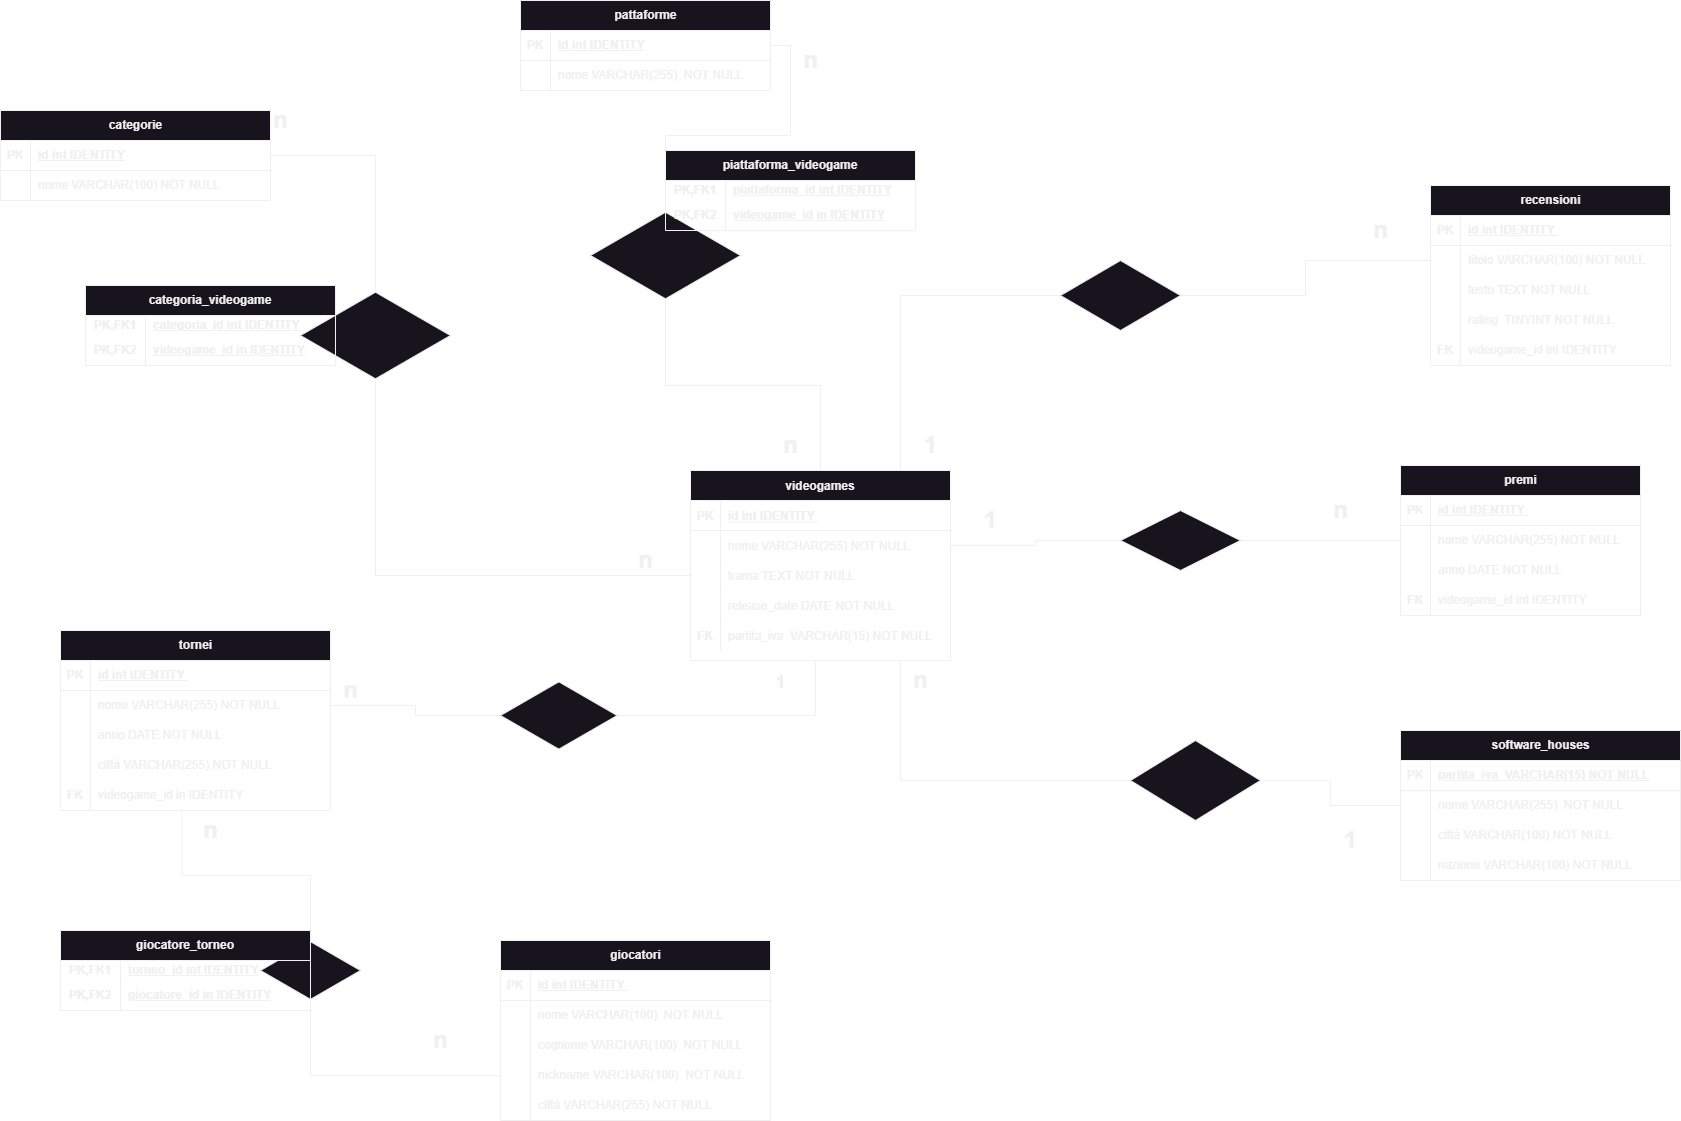 pattaforme
PK id int IDENTITY
nome VARCHAR(255) NOT NULL
n
categorie
PK id int IDENTITY
nome VARCHAR(100) NOT NULL
n
piattaforma_videogame
PK,FK1 piattaforma_id int IDENTITY
PK,FK2 videogame_id in IDENTITY
recensioni
PK id int IDENTITY
titolo VARCHAR(100) NOT NULL
testo TEXT NOT NULL
rating TINYINT NOT NULL
FK videogame_id int IDENTITY
n
categoria_videogame
PK,FK1 categoria_id int IDENTITY
PK,FK2 videogame_id in IDENTITY
n
1
videogames
PK id int IDENTITY
nome VARCHAR(255) NOT NULL
trama TEXT NOT NULL
release_date DATE NOT NULL
FK partita_iva VARCHAR(15) NOT NULL
n
1
n
premi
PK id int IDENTITY
nome VARCHAR(255) NOT NULL
anno DATE NOT NULL
FK videogame_id int IDENTITY
tornei
PK id int IDENTITY
nome VARCHAR(255) NOT NULL
anno DATE NOT NULL
città VARCHAR(255) NOT NULL
FK videogame_id in IDENTITY
n
1
n
software_houses
PK partita_iva VARCHAR(15) NOT NULL
nome VARCHAR(255) NOT NULL
città VARCHAR(100) NOT NULL
nazione VARCHAR(100) NOT NULL
1
n
giocatore_torneo
PK,FK1 torneo_id int IDENTITY
PK,FK2 giocatore_id in IDENTITY
n
giocatori
PK id int IDENTITY
nome VARCHAR(100) NOT NULL
cognome VARCHAR(100) NOT NULL
nickname VARCHAR(100) NOT NULL
città VARCHAR(255) NOT NULL